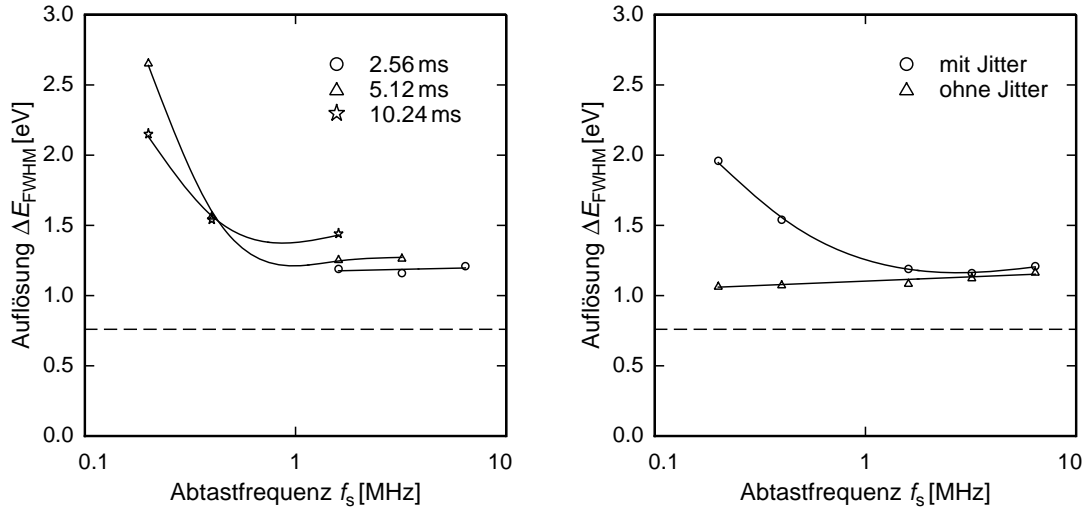 3.0
2.5
2.0
1.5
1.0
0.5
0.0
Auflösung ΔE_FWHM [eV]
2.56 ms
5.12 ms
10.24 ms
0.1
1
10
Abtastfrequenz f_s [MHz]
3.0
2.5
2.0
1.5
1.0
0.5
0.0
Auflösung ΔE_FWHM [eV]
mit Jitter
ohne Jitter
0.1
1
10
Abtastfrequenz f_s [MHz]